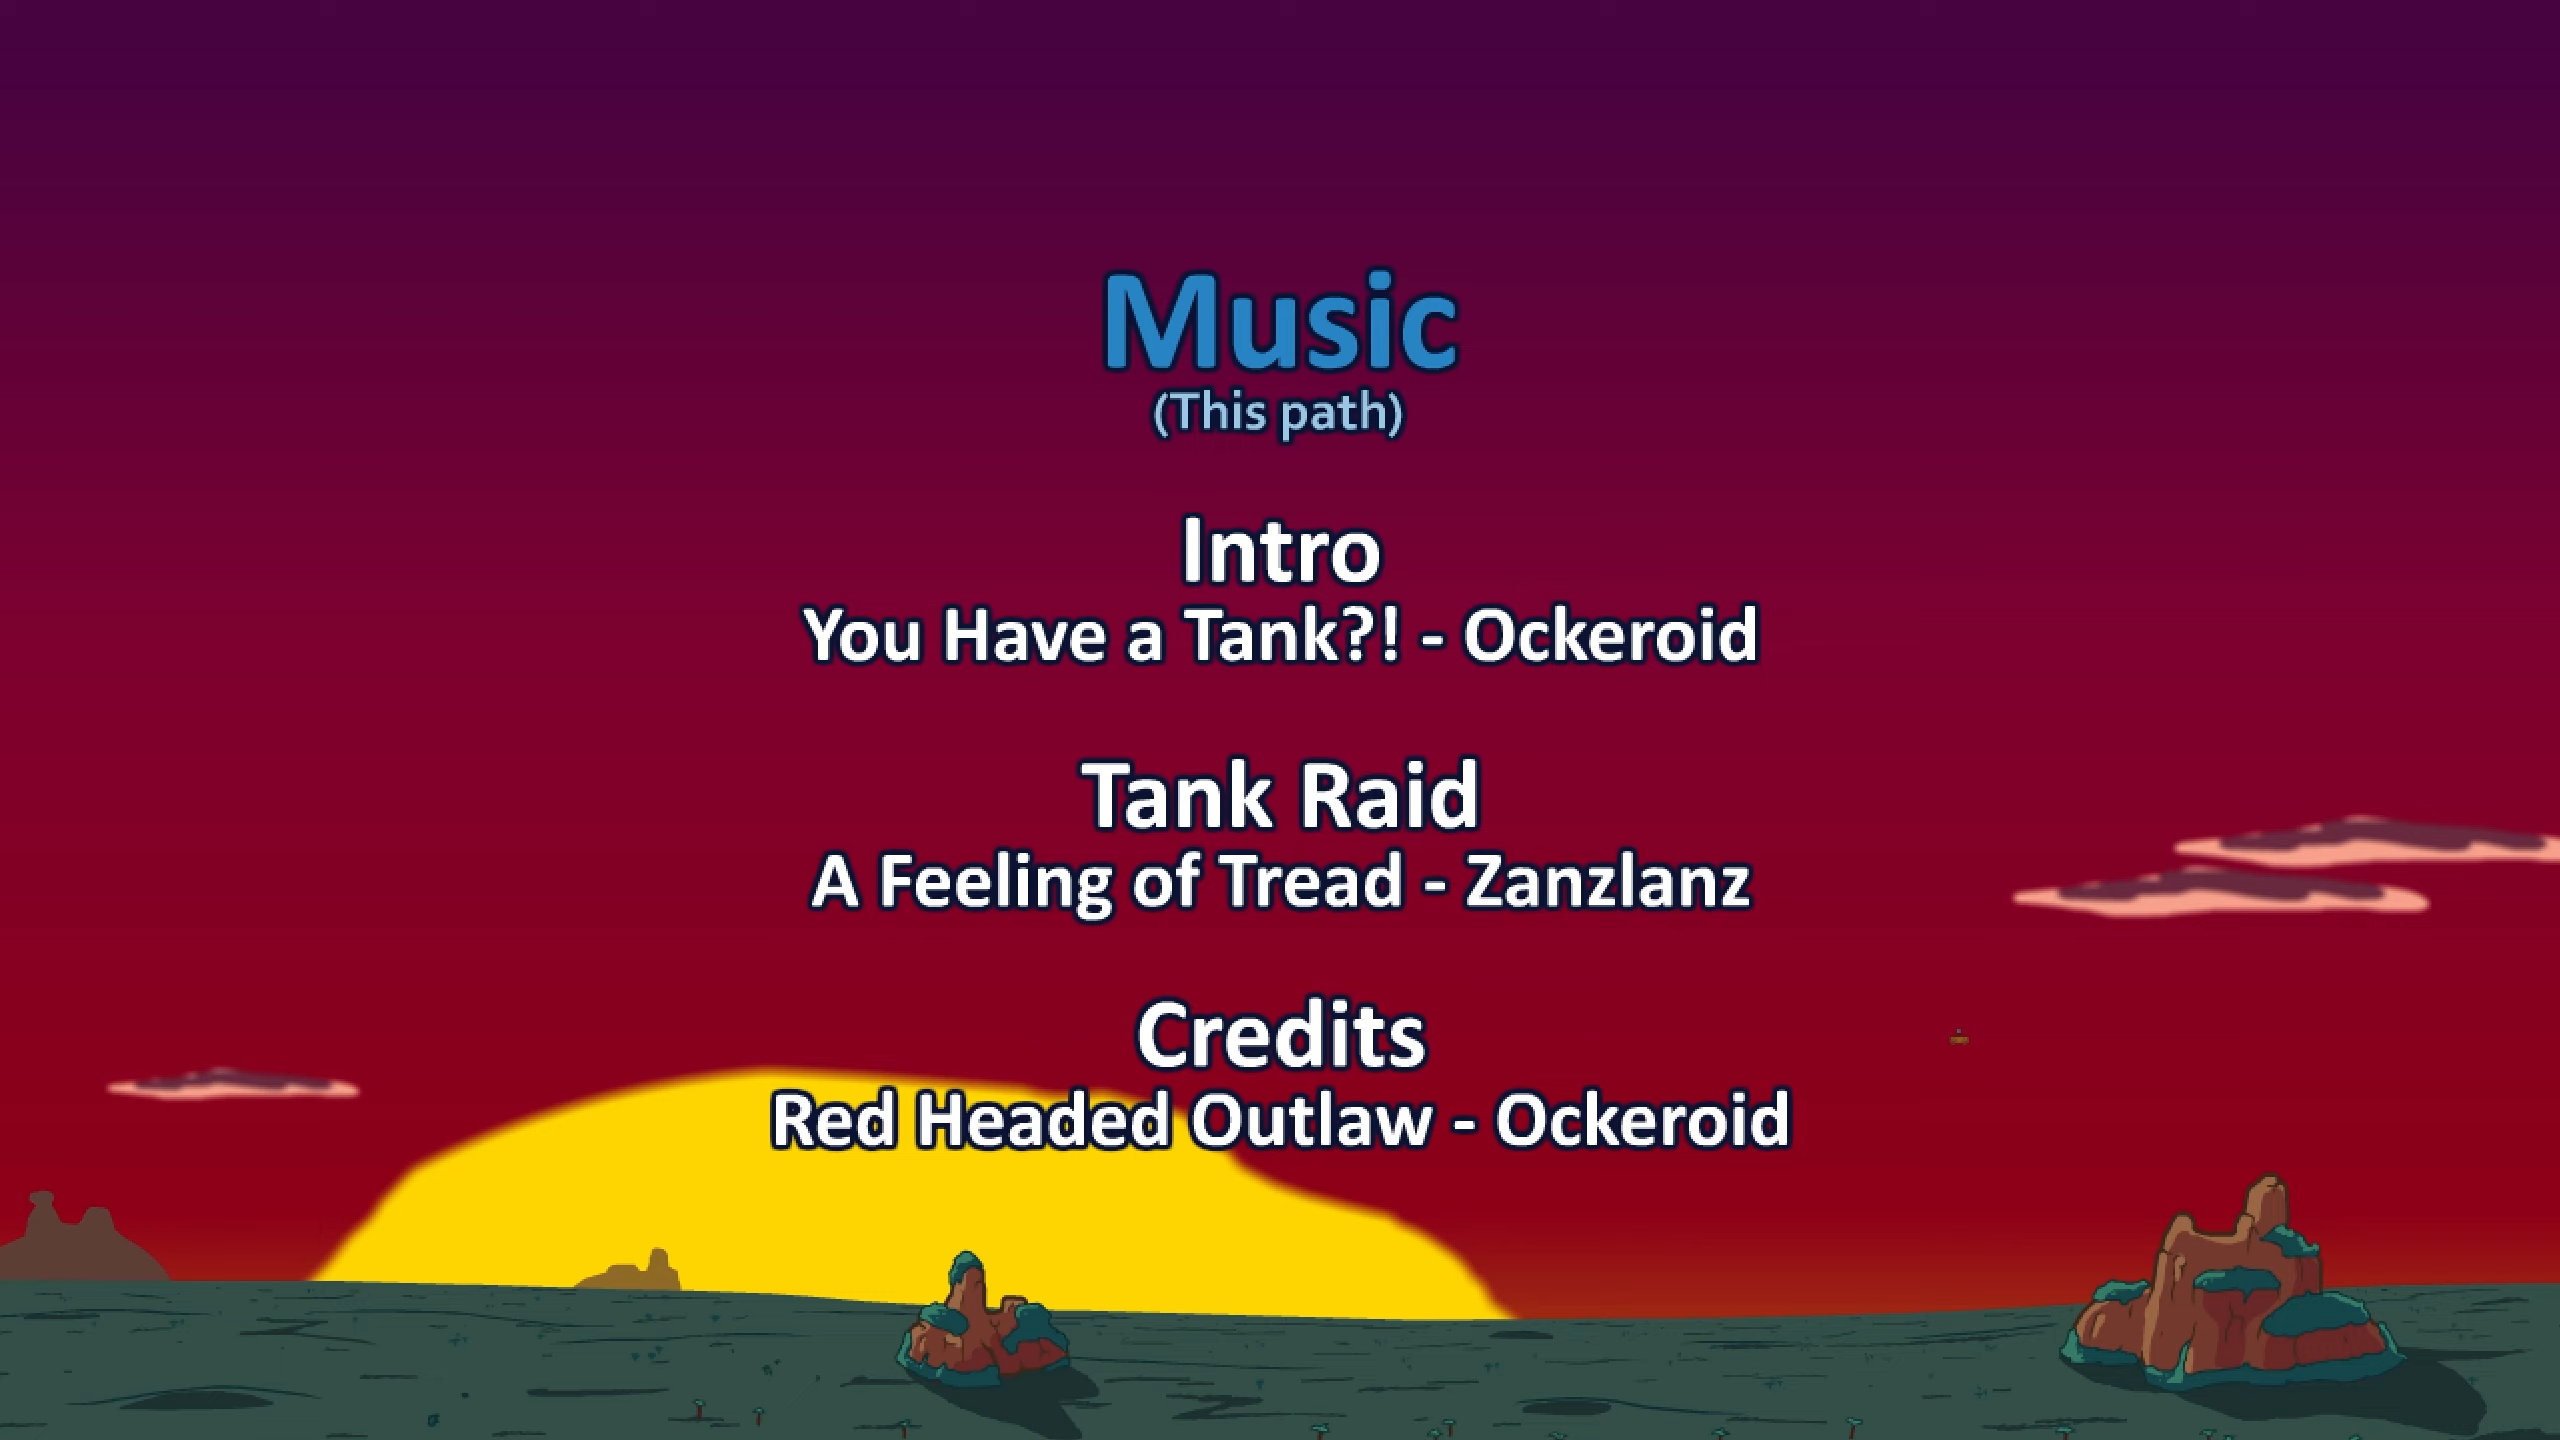 Music
(This path)
Intro
You Have a Tank?! - Ockeroid
Tank Raid
A Feeling of Tread - Zanzlanz
Credits
Red Headed Outlaw - Ockeroid